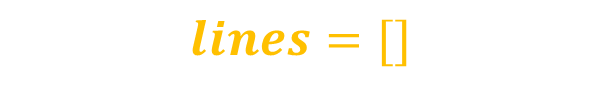 lines = []